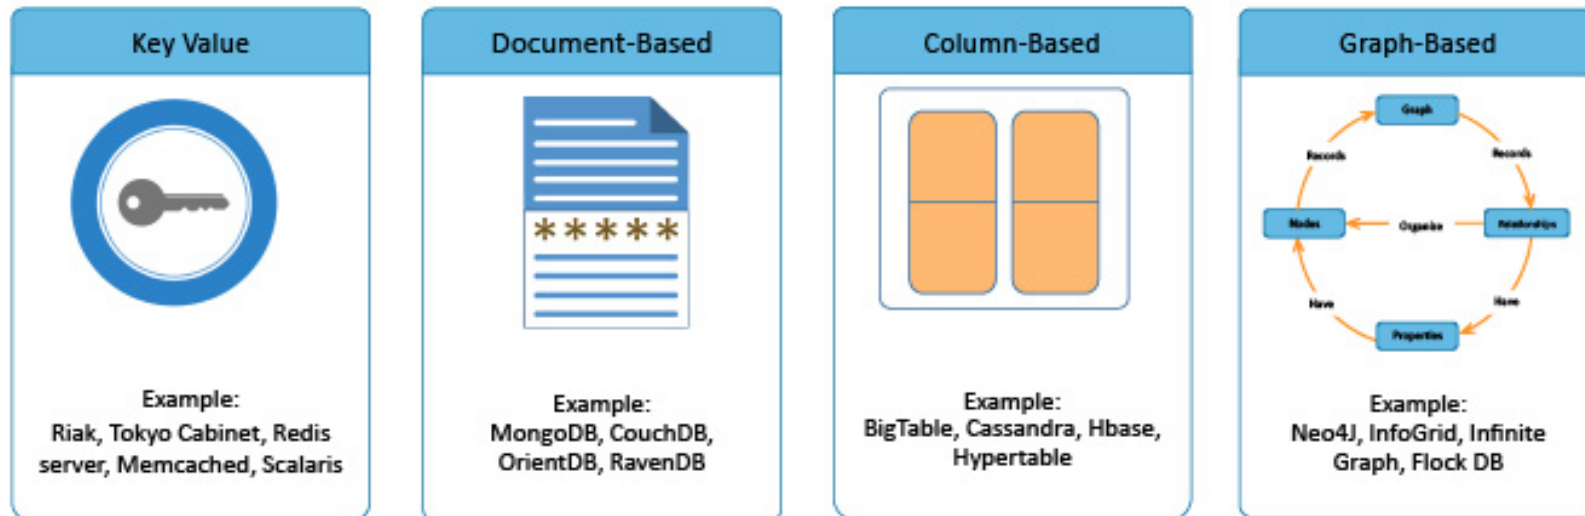 Key Value
Example:
Riak, Tokyo Cabinet, Redis
server, Memcached, Scalaris
Document-Based
*****
Example:
MongoDB, CouchDB,
OrientDB, RavenDB
Column-Based
Example:
BigTable, Cassandra, Hbase,
Hypertable
Graph-Based
Graph
Records
Records
Nodes
Organize
Relationships
Have
Have
Properties
Example:
Neo4J, InfoGrid, Infinite
Graph, Flock DB